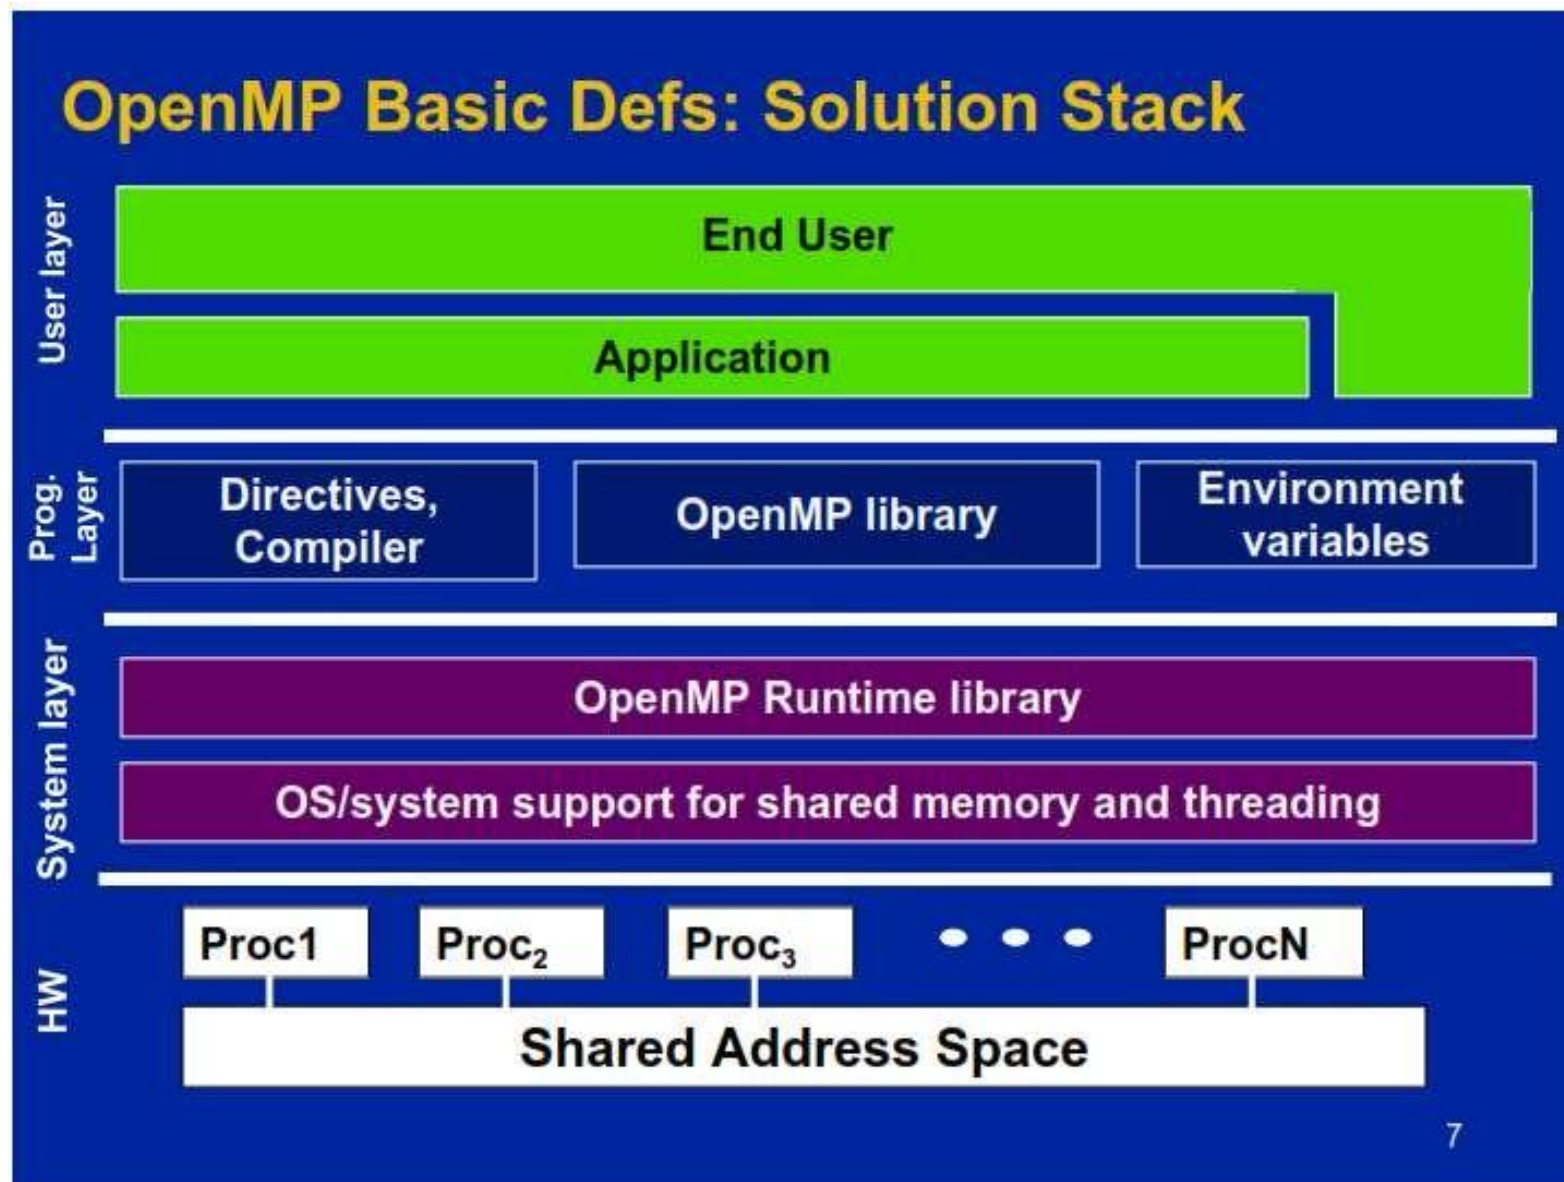 OpenMP Basic Defs: Solution Stack
User layer
End User
Application
Prog.
Layer
Directives,
Compiler
OpenMP library
Environment
variables
System layer
OpenMP Runtime library
OS/system support for shared memory and threading
HW
Proc1
Proc₂
Proc₃
ProcN
Shared Address Space
7